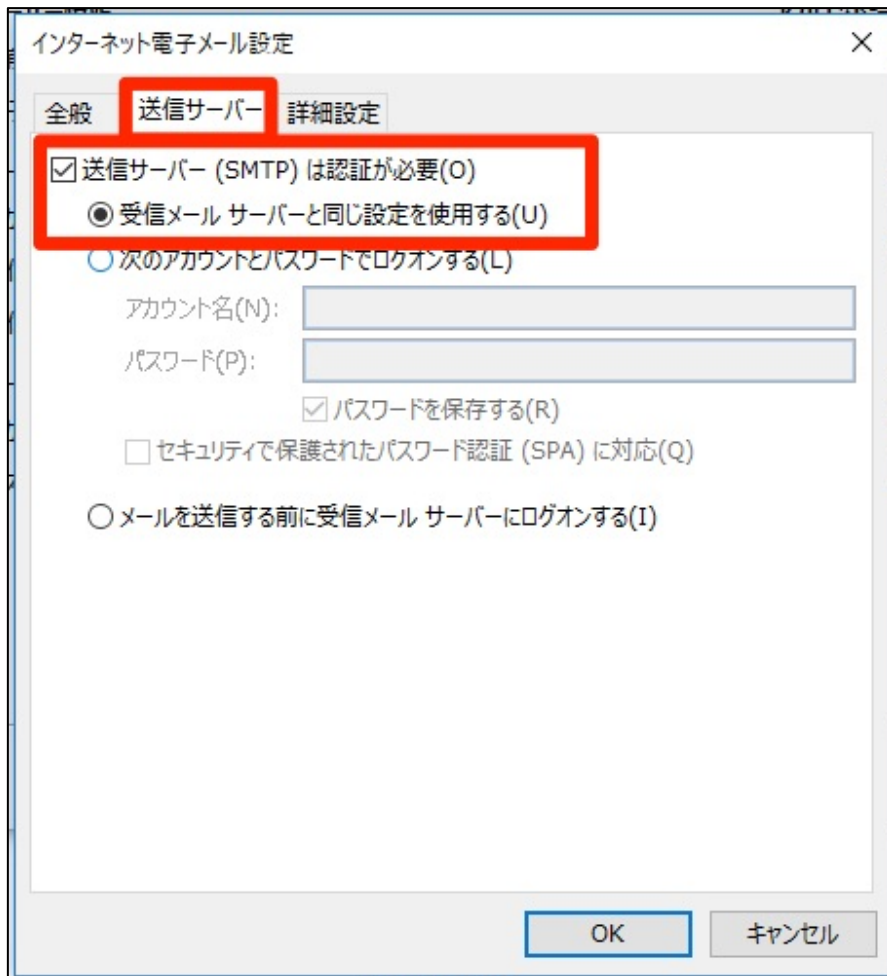 インターネット電子メール設定
全般
送信サーバー
詳細設定
送信サーバー (SMTP) は認証が必要(O)
受信メール サーバーと同じ設定を使用する(U)
次のアカウントとパスワードでログオンする(L)
アカウント名(N):
パスワード(P):
パスワードを保存する(R)
セキュリティで保護されたパスワード認証 (SPA) に対応(Q)
メールを送信する前に受信メール サーバーにログオンする(I)
OK
キャンセル